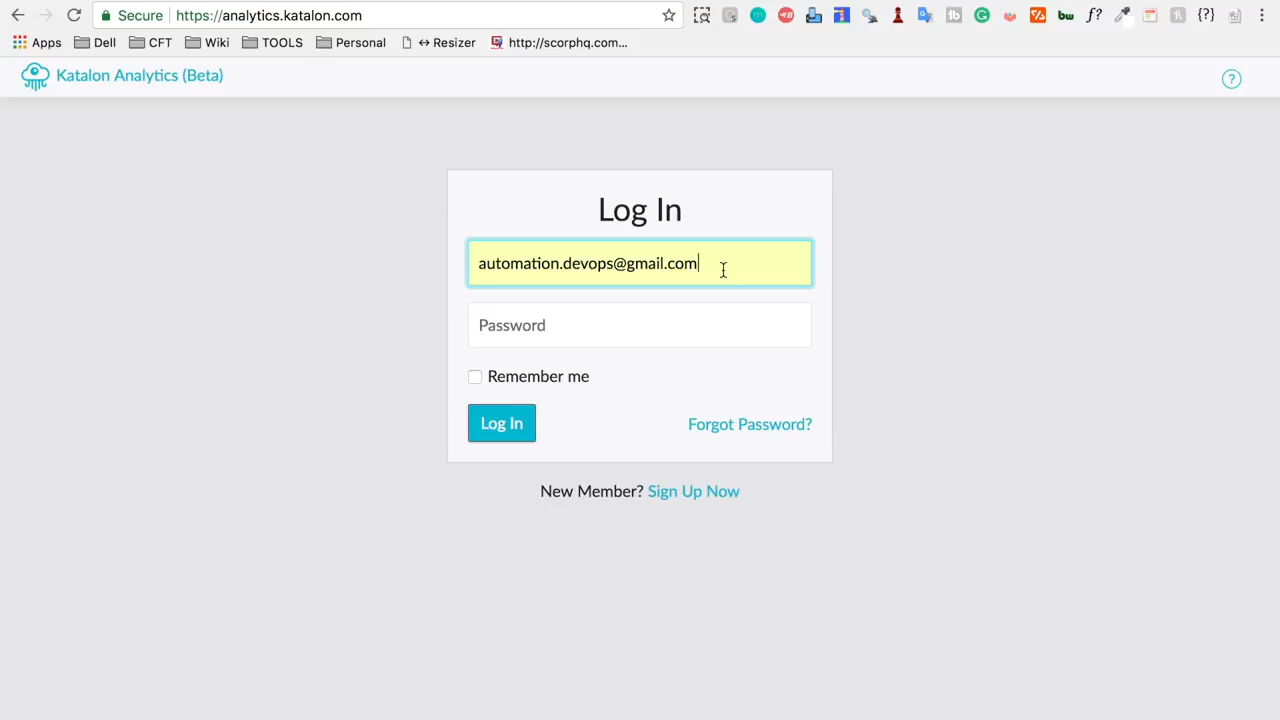 Secure https://analytics.katalon.com
Apps Dell CFT Wiki TOOLS Personal ↔ Resizer http://scorphq.com...
Katalon Analytics (Beta) ?
Log In
automation.devops@gmail.com
Password
Remember me
Log In Forgot Password?
New Member? Sign Up Now